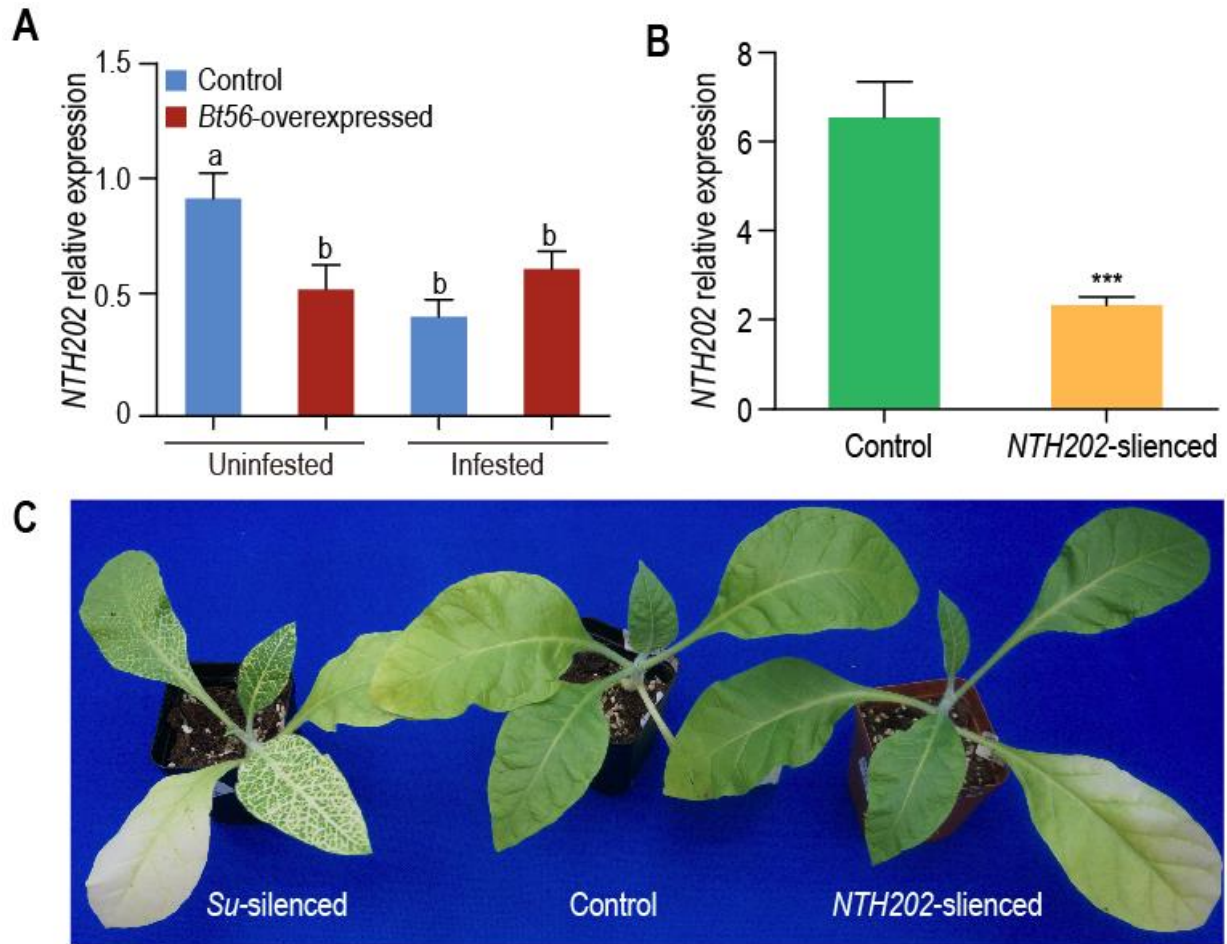 A
NTH202 relative expression
1.5
1.0
0.5
0
Control
Bt56-overexpressed
a
b
b
b
Uninfested
Infested
B
NTH202 relative expression
8
6
4
2
0
***
Control
NTH202-slienced
C
Su-silenced
Control
NTH202-slienced